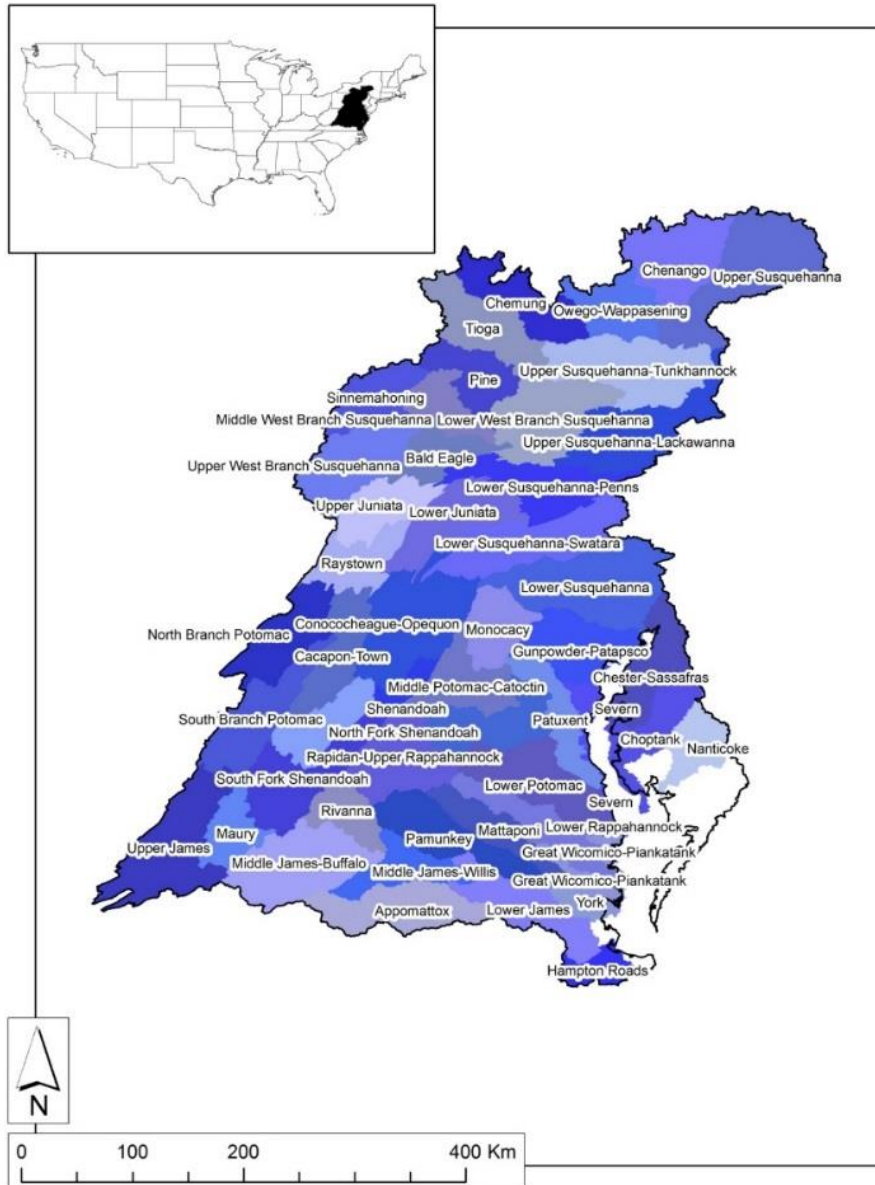 Chenango
Upper Susquehanna
Chemung
Owego-Wappasening
Tioga
Upper Susquehanna-Tunkhannock
Pine
Sinnemahoning
Middle West Branch Susquehanna
Lower West Branch Susquehanna
Upper Susquehanna-Lackawanna
Bald Eagle
Upper West Branch Susquehanna
Lower Susquehanna-Penns
Upper Juniata
Lower Juniata
Lower Susquehanna-Swatara
Raystown
Lower Susquehanna
Conococheague-Opequon
Monocacy
North Branch Potomac
Gunpowder-Patapsco
Cacapon-Town
Chester-Sassafras
Middle Potomac-Catoctin
Shenandoah
Severn
South Branch Potomac
Patuxent
North Fork Shenandoah
Choptank
Nanticoke
Rapidan-Upper Rappahannock
South Fork Shenandoah
Lower Potomac
Severn
Rivanna
Lower Rappahannock
Mattaponi
Maury
Pamunkey
Upper James
Great Wicomico-Piankatank
Middle James-Buffalo
Middle James-Willis
Great Wicomico-Piankatank
York
Appomattox
Lower James
Hampton Roads
N
0 100 200 400 Km